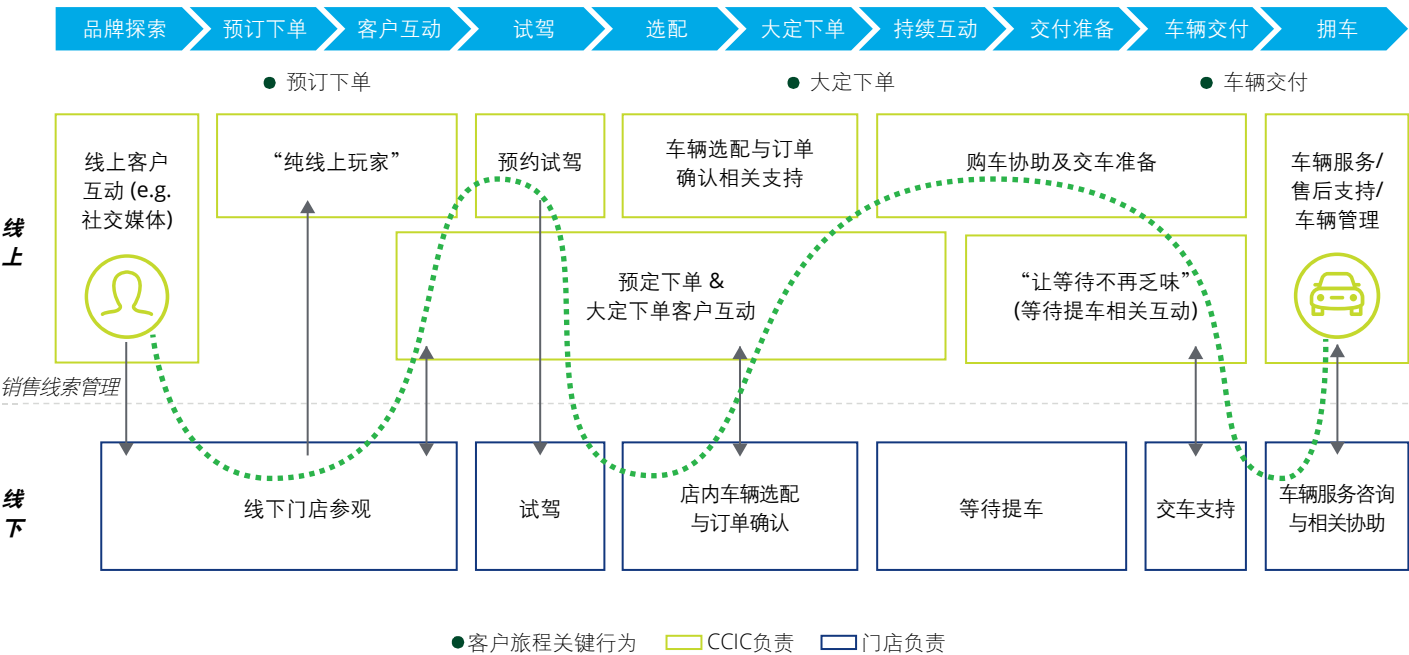 品牌探索
预订下单
客户互动
试驾
选配
大定下单
持续互动
交付准备
车辆交付
拥车
预订下单
大定下单
车辆交付
线上
线上客户
互动 (e.g.
社交媒体)
“纯线上玩家”
预约试驾
车辆选配与订单
确认相关支持
购车协助及交车准备
车辆服务/
售后支持/
车辆管理
预定下单 &
大定下单客户互动
“让等待不再乏味”
(等待提车相关互动)
销售线索管理
线下
线下门店参观
试驾
店内车辆选配
与订单确认
等待提车
交车支持
车辆服务咨询
与相关协助
客户旅程关键行为
CCIC负责
门店负责